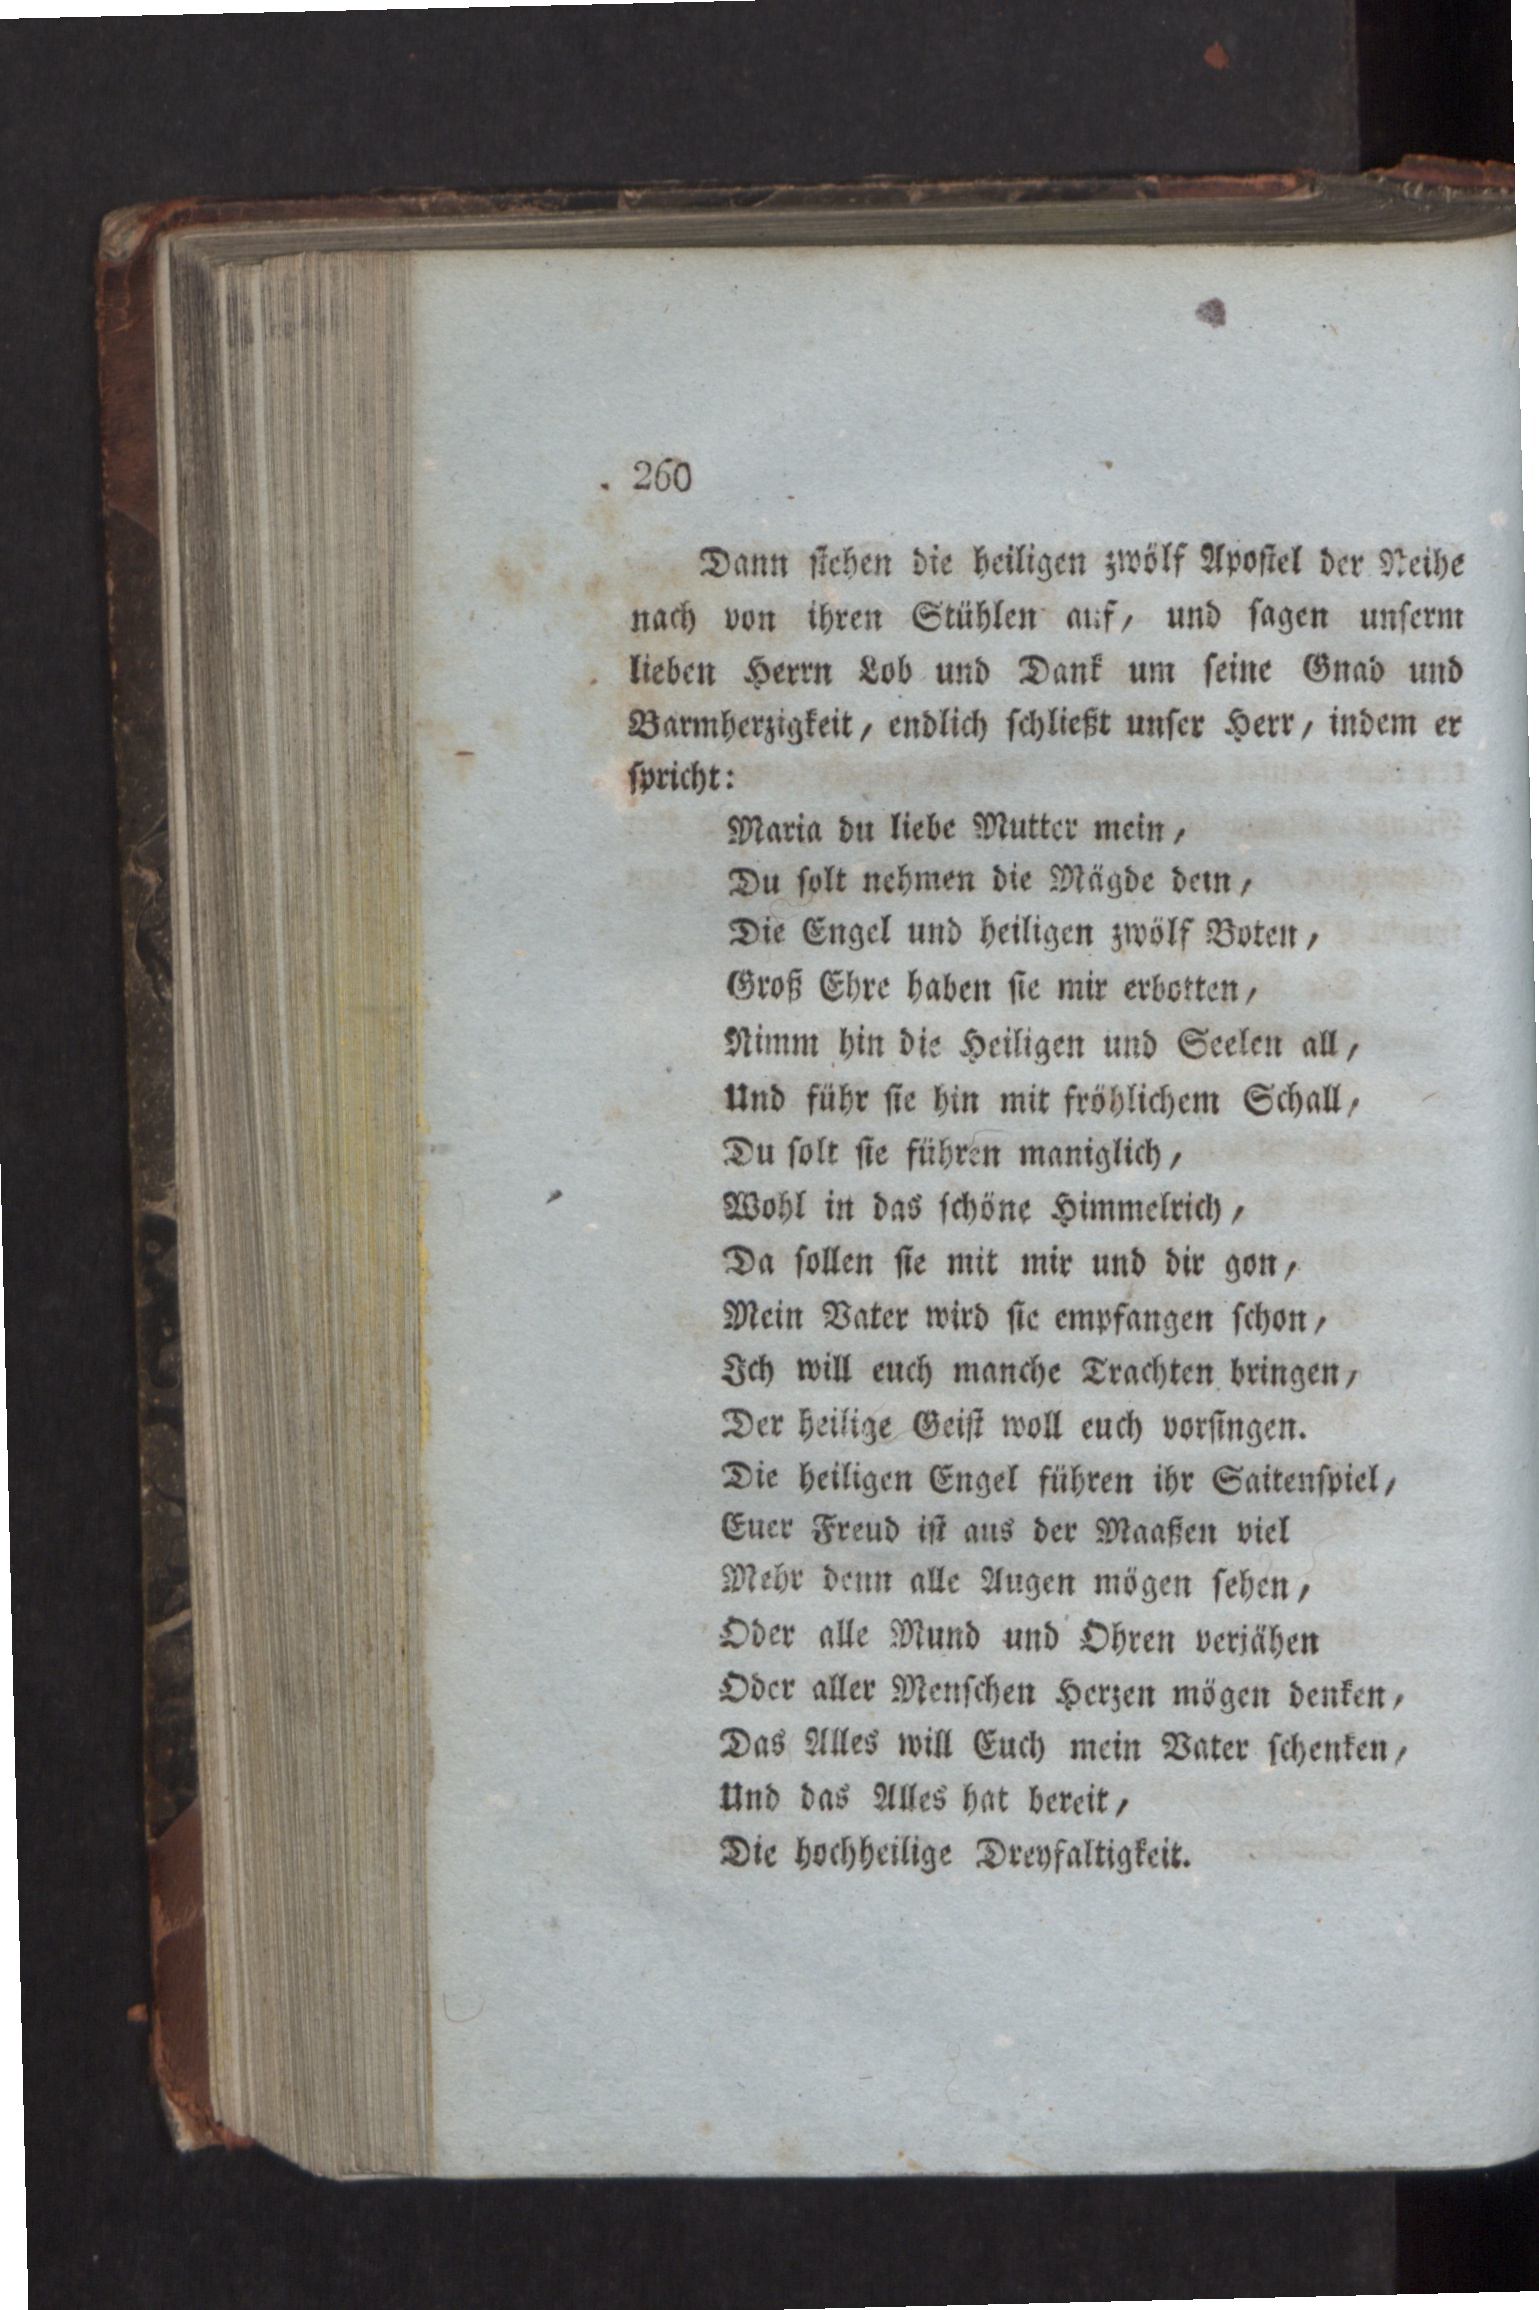 260
Dann stehen die heiligen zwölf Apostel der Reihe
nach von ihren Stühlen auf, und sagen unserm
lieben Herrn Lob und Dank um seine Gnad und
Barmherzigkeit, endlich schließt unser Herr, indem er
spricht:
Maria du liebe Mutter mein,
Du solt nehmen die Mägde dein,
Die Engel und heiligen zwölf Boten,
Groß Ehre haben sie mir erbotten,
Nimm hin die Heiligen und Seelen all,
Und führ sie hin mit fröhlichem Schall,
Du solt sie führen maniglich,
Wohl in das schöne Himmelrich,
Da sollen sie mit mir und dir gon,
Mein Vater wird sie empfangen schon,
Ich will euch manche Trachten bringen,
Der heilige Geist woll euch vorsingen.
Die heiligen Engel führen ihr Saitenspiel,
Euer Freud ist aus der Maaßen viel
Mehr denn alle Augen mögen sehen,
Oder alle Mund und Ohren verjähen
Oder aller Menschen Herzen mögen denken,
Das Alles will Euch mein Vater schenken,
Und das Alles hat bereit,
Die hochheilige Dreyfaltigkeit.